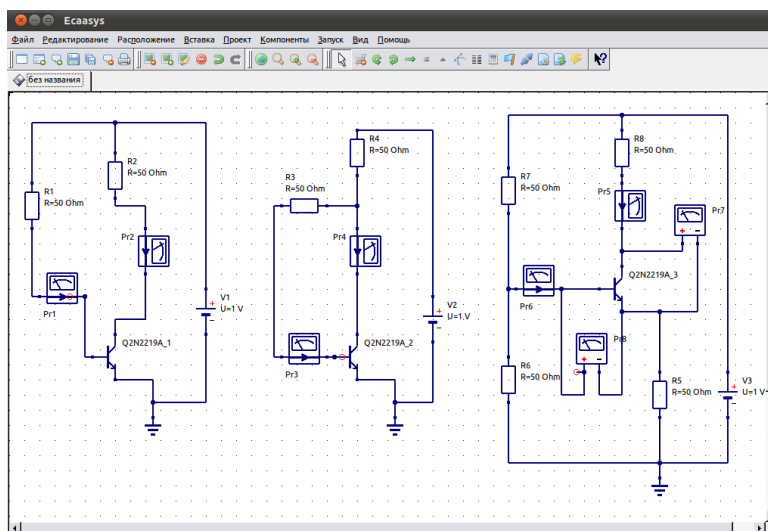 Ecaasys
Файл Редактирование Расположение Вставка Проект Компоненты Запуск Вид Помощь
без названия
R1
R=50 Ohm
R2
R=50 Ohm
Pr2
Pr1
Q2N2219A_1
V1
U=1 V
R4
R=50 Ohm
R3
R=50 Ohm
Pr4
Pr3
Q2N2219A_2
V2
U=1 V
R8
R=50 Ohm
R7
R=50 Ohm
Pr5
Pr7
Q2N2219A_3
Pr6
Pr8
R6
R=50 Ohm
R5
R=50 Ohm
V3
U=1 V